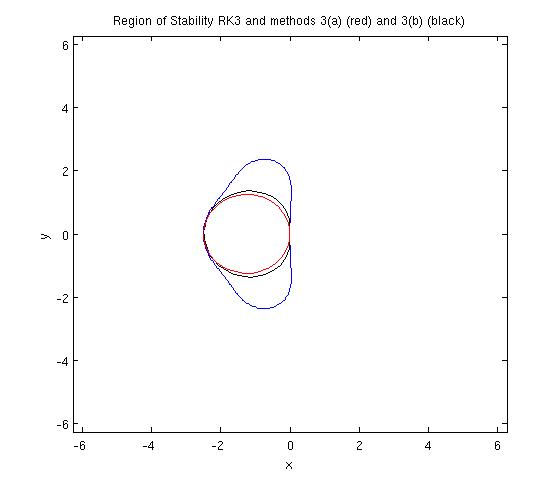 Region of Stability RK3 and methods 3(a) (red) and 3(b) (black)
6
4
2
0
-2
-4
-6
y
-6 -4 -2 0 2 4 6
x